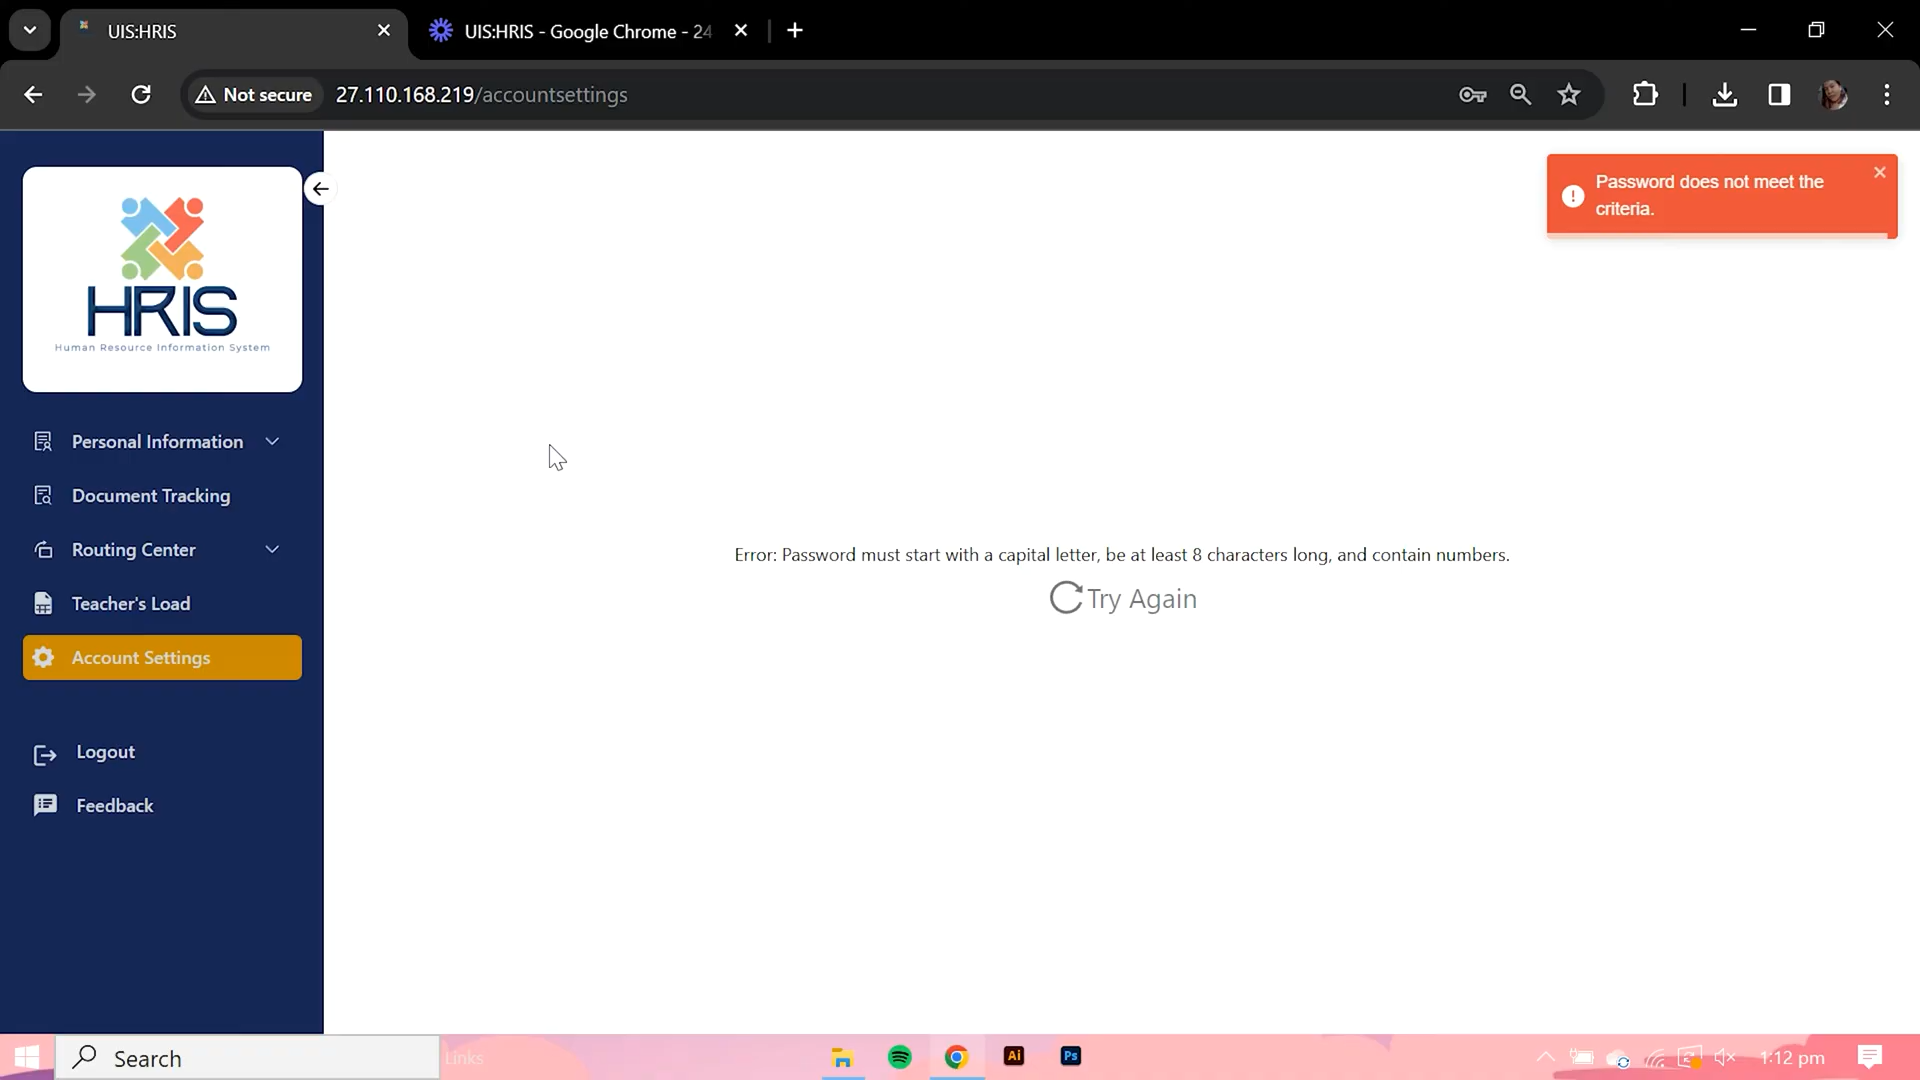 UIS:HRIS
UIS:HRIS - Google Chrome - 24
Not secure
27.110.168.219/accountsettings
Password does not meet the
criteria.
HRIS
Human Resource Information System
Personal Information
Document Tracking
Routing Center
Teacher's Load
Account Settings
Logout
Feedback
Error: Password must start with a capital letter, be at least 8 characters long, and contain numbers.
Try Again
Search
Links
Ai
Ps
1:12 pm